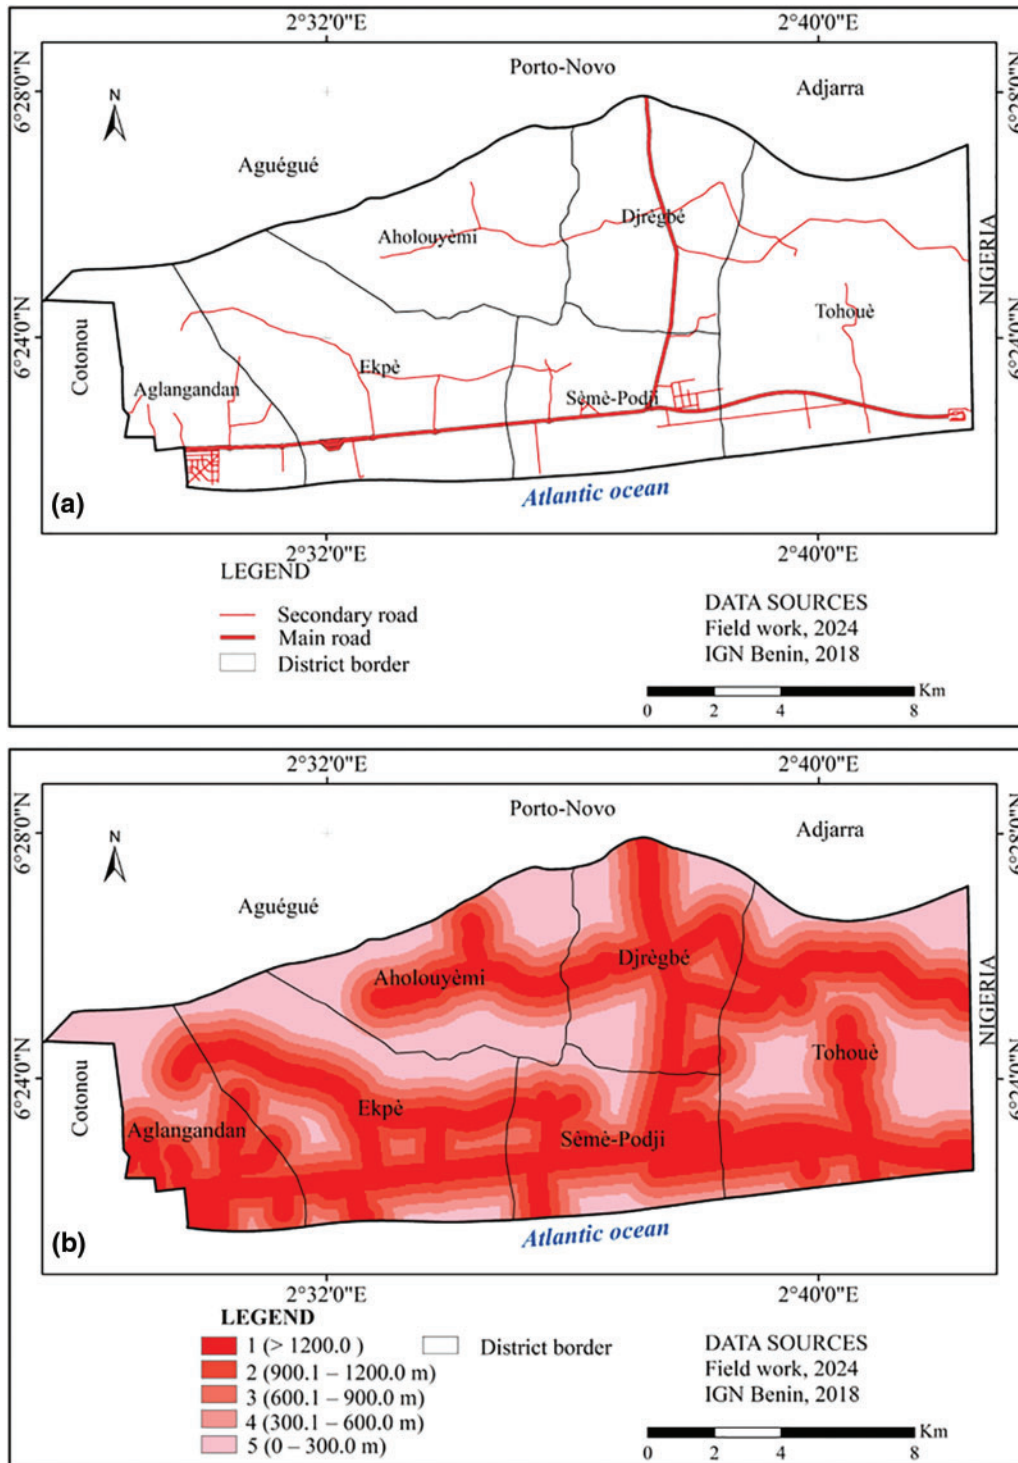 2°32'0"E 2°40'0"E
Porto-Novo
Adjarra
6°28'0"N 6°28'0"N
N
Aguégué
Djrègbé
Aholouyèmi
NIGERIA
Tohouè
6°24'0"N 6°24'0"N
Cotonou
Ekpè
Aglangandan
Sèmè-Podji
Atlantic ocean
(a)
2°32'0"E 2°40'0"E
LEGEND
Secondary road
Main road
District border
DATA SOURCES
Field work, 2024
IGN Benin, 2018
Km
0 2 4 8
2°32'0"E 2°40'0"E
Porto-Novo
Adjarra
6°28'0"N 6°28'0"N
N
Aguégué
Djrègbé
Aholouyèmi
NIGERIA
Tohouè
6°24'0"N 6°24'0"N
Cotonou
Ekpè
Aglangandan
Sèmè-Podji
Atlantic ocean
(b)
2°32'0"E 2°40'0"E
LEGEND
1 (> 1200.0 )
2 (900.1 – 1200.0 m)
3 (600.1 – 900.0 m)
4 (300.1 – 600.0 m)
5 (0 – 300.0 m)
District border
DATA SOURCES
Field work, 2024
IGN Benin, 2018
Km
0 2 4 8